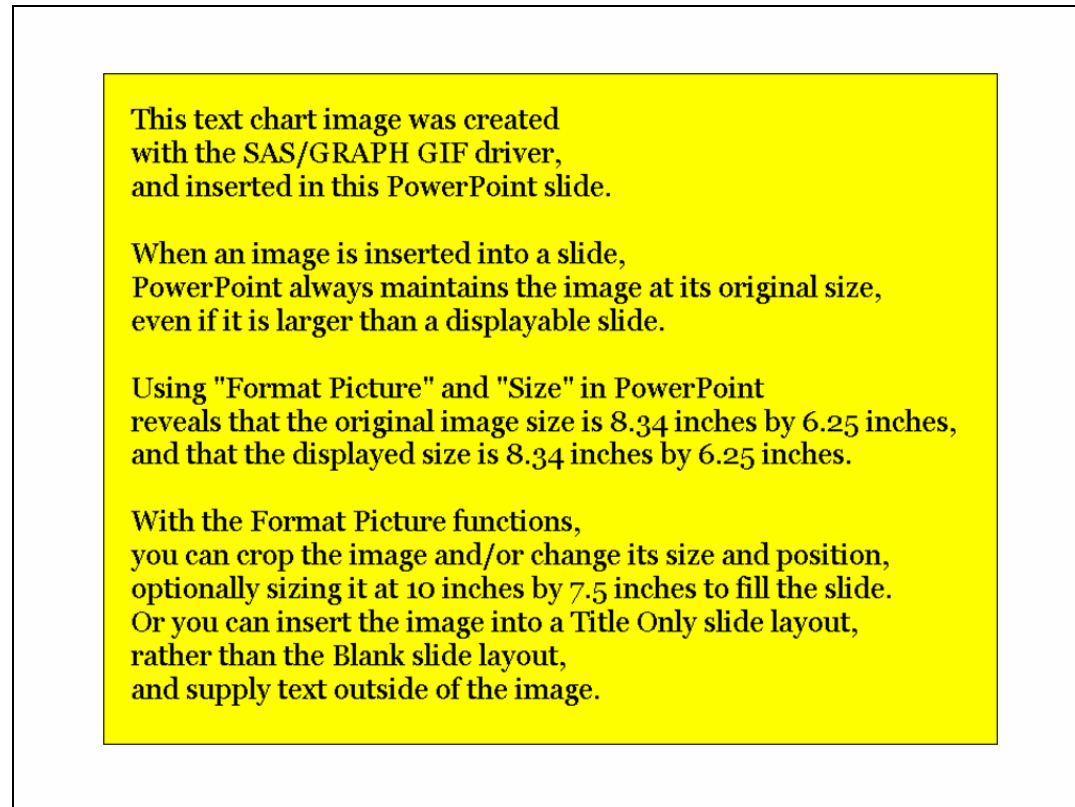 This text chart image was created
with the SAS/GRAPH GIF driver,
and inserted in this PowerPoint slide.
When an image is inserted into a slide,
PowerPoint always maintains the image at its original size,
even if it is larger than a displayable slide.
Using "Format Picture" and "Size" in PowerPoint
reveals that the original image size is 8.34 inches by 6.25 inches,
and that the displayed size is 8.34 inches by 6.25 inches.
With the Format Picture functions,
you can crop the image and/or change its size and position,
optionally sizing it at 10 inches by 7.5 inches to fill the slide.
Or you can insert the image into a Title Only slide layout,
rather than the Blank slide layout,
and supply text outside of the image.